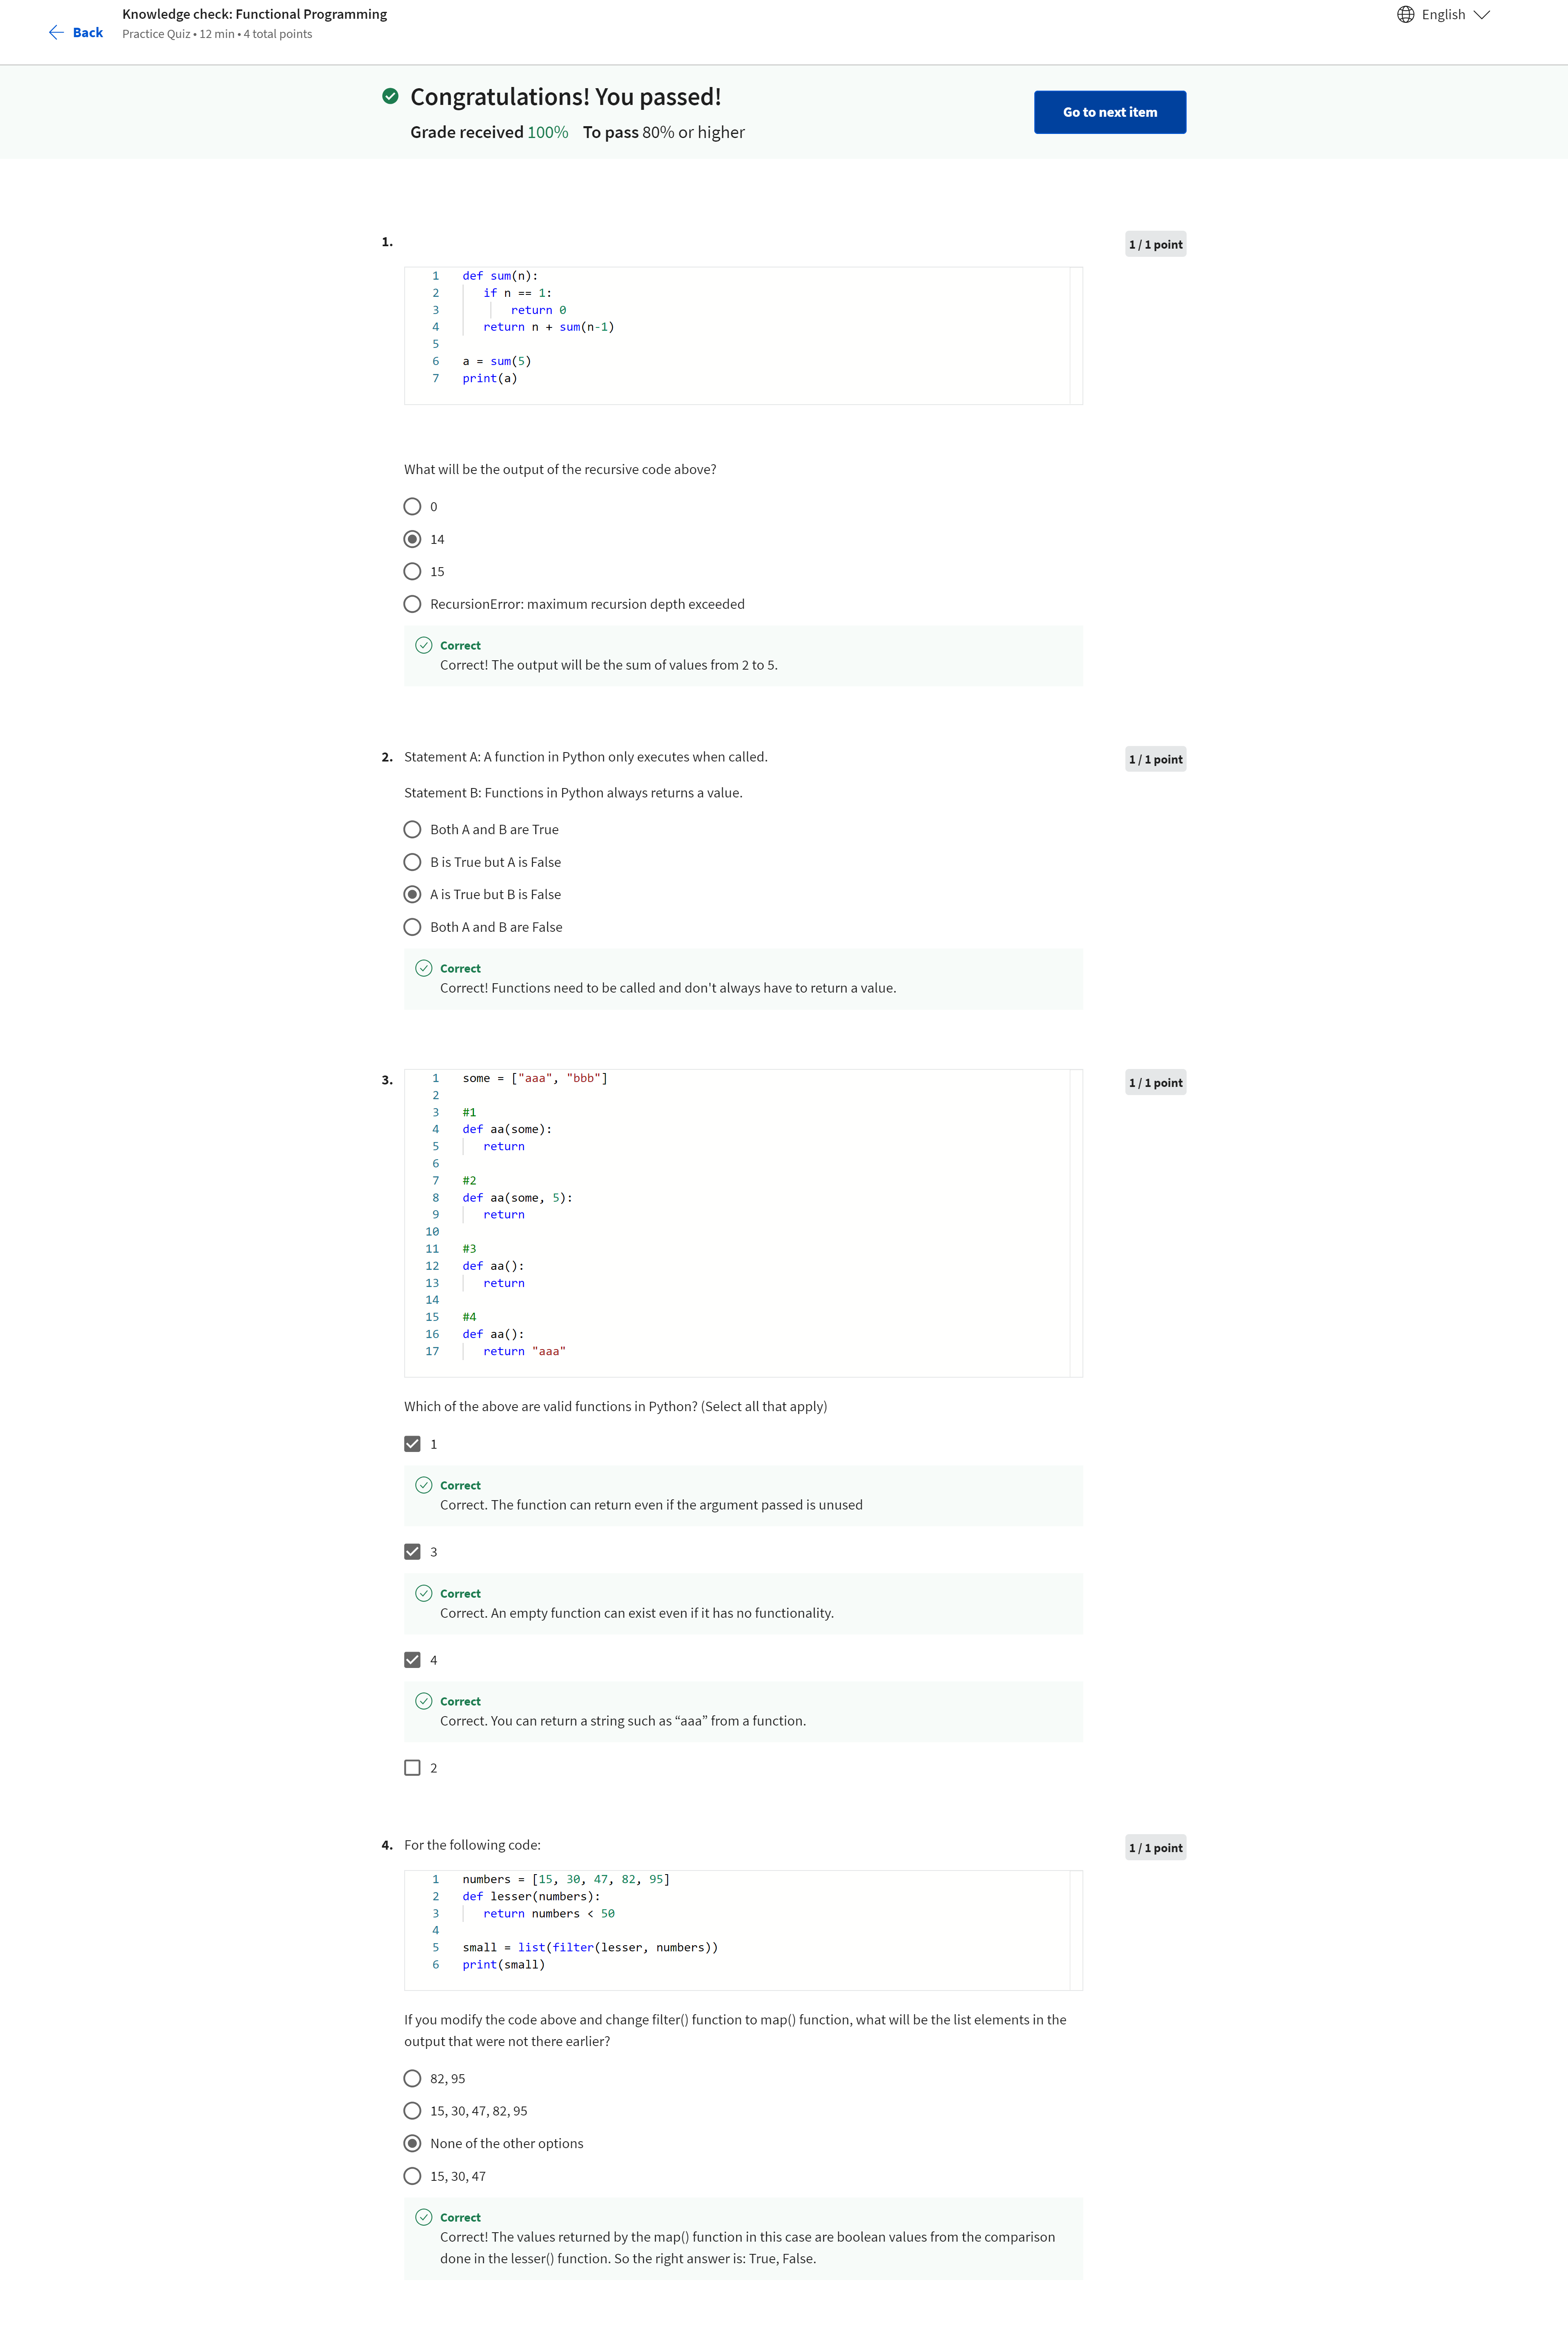 Back
Knowledge check: Functional Programming
Practice Quiz • 12 min • 4 total points
English
Congratulations! You passed!
Grade received 100% To pass 80% or higher
Go to next item
1.
1 / 1 point
1 def sum(n):
2 if n == 1:
3 return 0
4 return n + sum(n-1)
5
6 a = sum(5)
7 print(a)
What will be the output of the recursive code above?
0
14
15
RecursionError: maximum recursion depth exceeded
Correct
Correct! The output will be the sum of values from 2 to 5.
2. Statement A: A function in Python only executes when called.
1 / 1 point
Statement B: Functions in Python always returns a value.
Both A and B are True
B is True but A is False
A is True but B is False
Both A and B are False
Correct
Correct! Functions need to be called and don't always have to return a value.
3.
1 / 1 point
1 some = ["aaa", "bbb"]
2
3 #1
4 def aa(some):
5 return
6
7 #2
8 def aa(some, 5):
9 return
10
11 #3
12 def aa():
13 return
14
15 #4
16 def aa():
17 return "aaa"
Which of the above are valid functions in Python? (Select all that apply)
1
Correct
Correct. The function can return even if the argument passed is unused
3
Correct
Correct. An empty function can exist even if it has no functionality.
4
Correct
Correct. You can return a string such as “aaa” from a function.
2
4. For the following code:
1 / 1 point
1 numbers = [15, 30, 47, 82, 95]
2 def lesser(numbers):
3 return numbers < 50
4
5 small = list(filter(lesser, numbers))
6 print(small)
If you modify the code above and change filter() function to map() function, what will be the list elements in the
output that were not there earlier?
82, 95
15, 30, 47, 82, 95
None of the other options
15, 30, 47
Correct
Correct! The values returned by the map() function in this case are boolean values from the comparison
done in the lesser() function. So the right answer is: True, False.